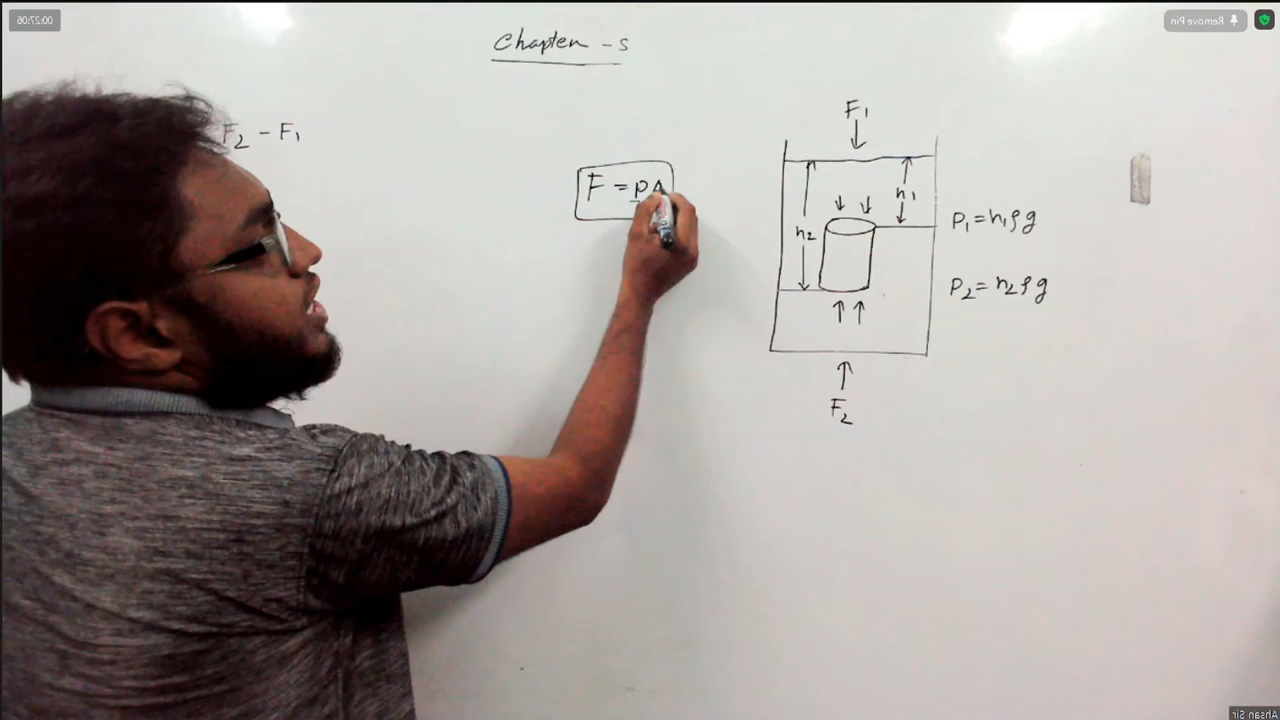 00:27:06
Remove Pin
Chapter - 5
F₂ - F₁
F = PA
F₁
h₁
h₂
P₁ = h₁ρg
P₂ = h₂ρg
F₂
Ahsan Sir